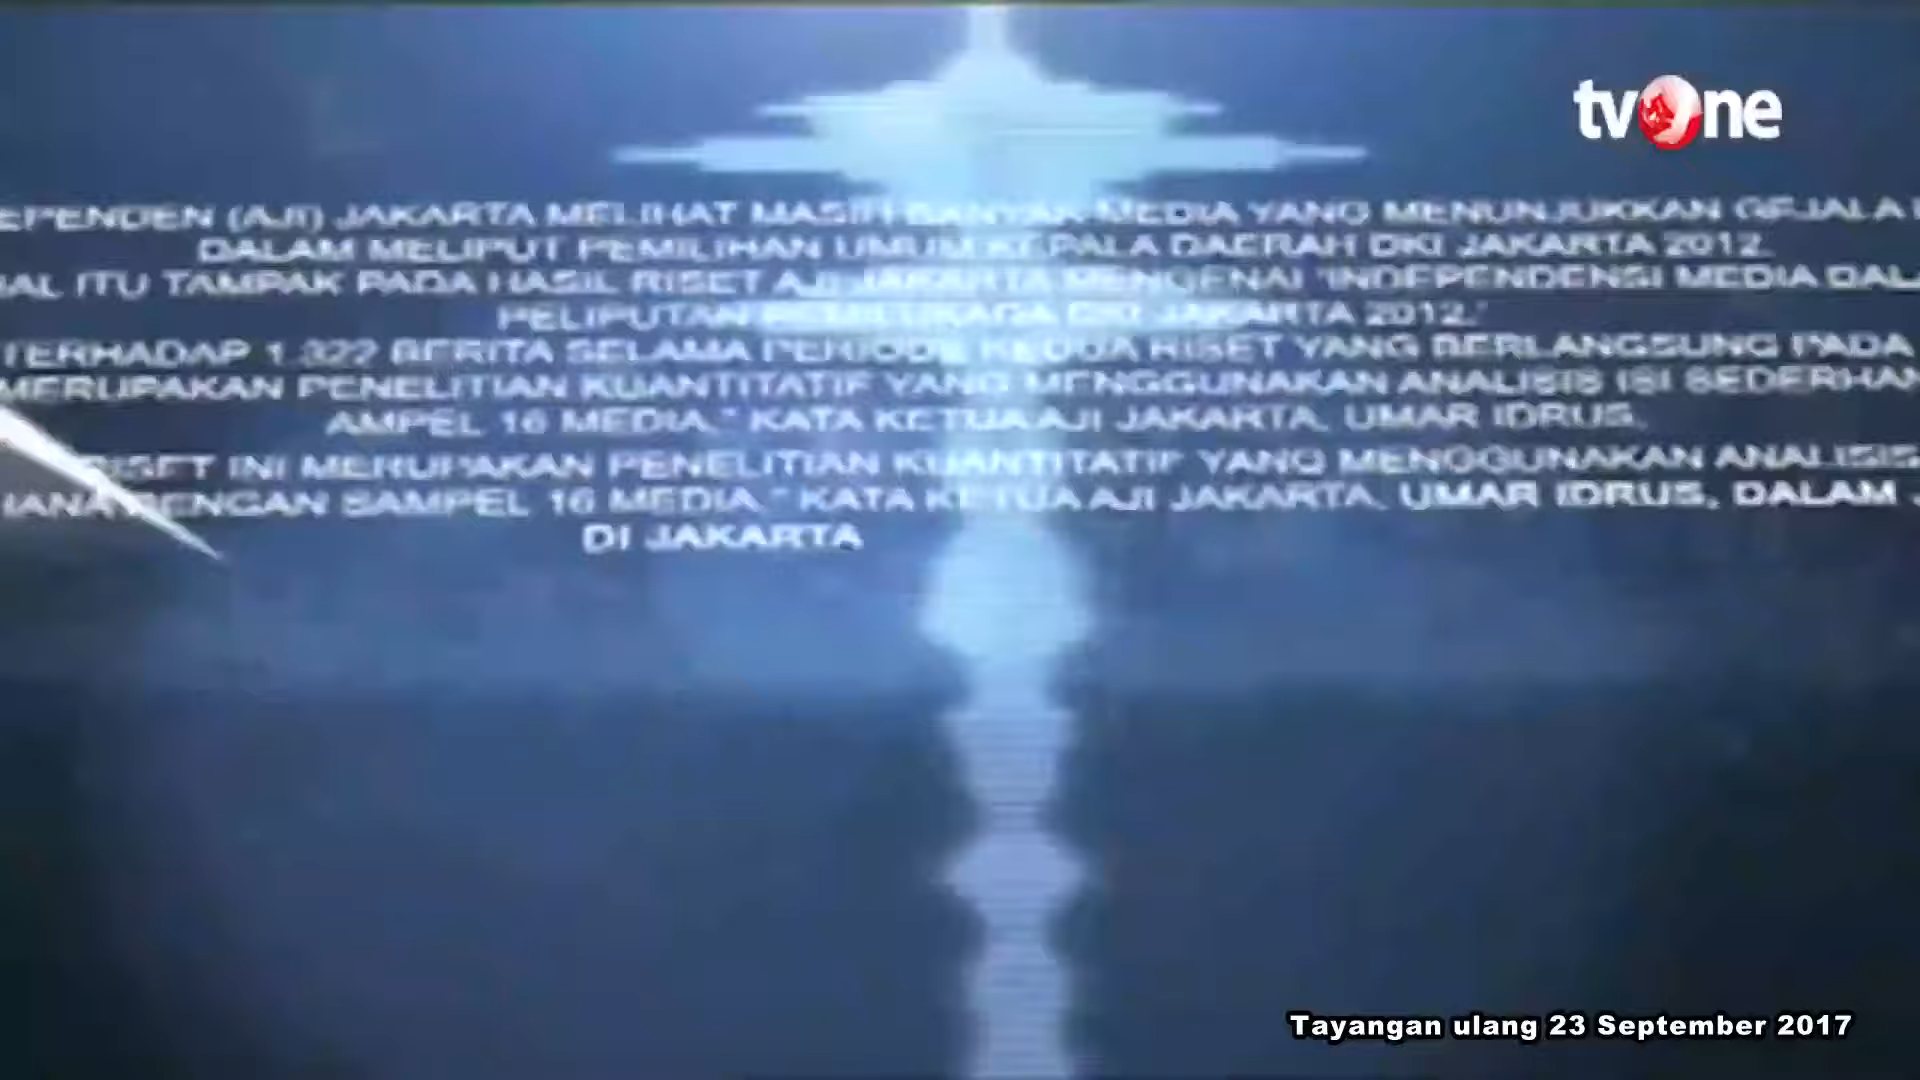 tvOne
EPENDEN (AJI) JAKARTA MELIHAT MASIH BANYAK MEDIA YANG MENUNJUKKAN GEJALA
DALAM MELIPUT PEMILIHAN UMUM KEPALA DAERAH DKI JAKARTA 2012.
HAL ITU TAMPAK PADA HASIL RISET AJI JAKARTA MENGENAI "INDEPENDENSI MEDIA DALA
PELIPUTAN PEMILUKADA DKI JAKARTA 2012."
TERHADAP 1.322 BERITA SELAMA PERIODE KEDUA RISET YANG BERLANGSUNG PADA
MERUPAKAN PENELITIAN KUANTITATIF YANG MENGGUNAKAN ANALISIS ISI SEDERHAN
AMPEL 16 MEDIA," KATA KETUA AJI JAKARTA, UMAR IDRUS.
RISET INI MERUPAKAN PENELITIAN KUANTITATIF YANG MENGGUNAKAN ANALISIS
HANA DENGAN SAMPEL 16 MEDIA," KATA KETUA AJI JAKARTA, UMAR IDRUS, DALAM
DI JAKARTA
Tayangan ulang 23 September 2017